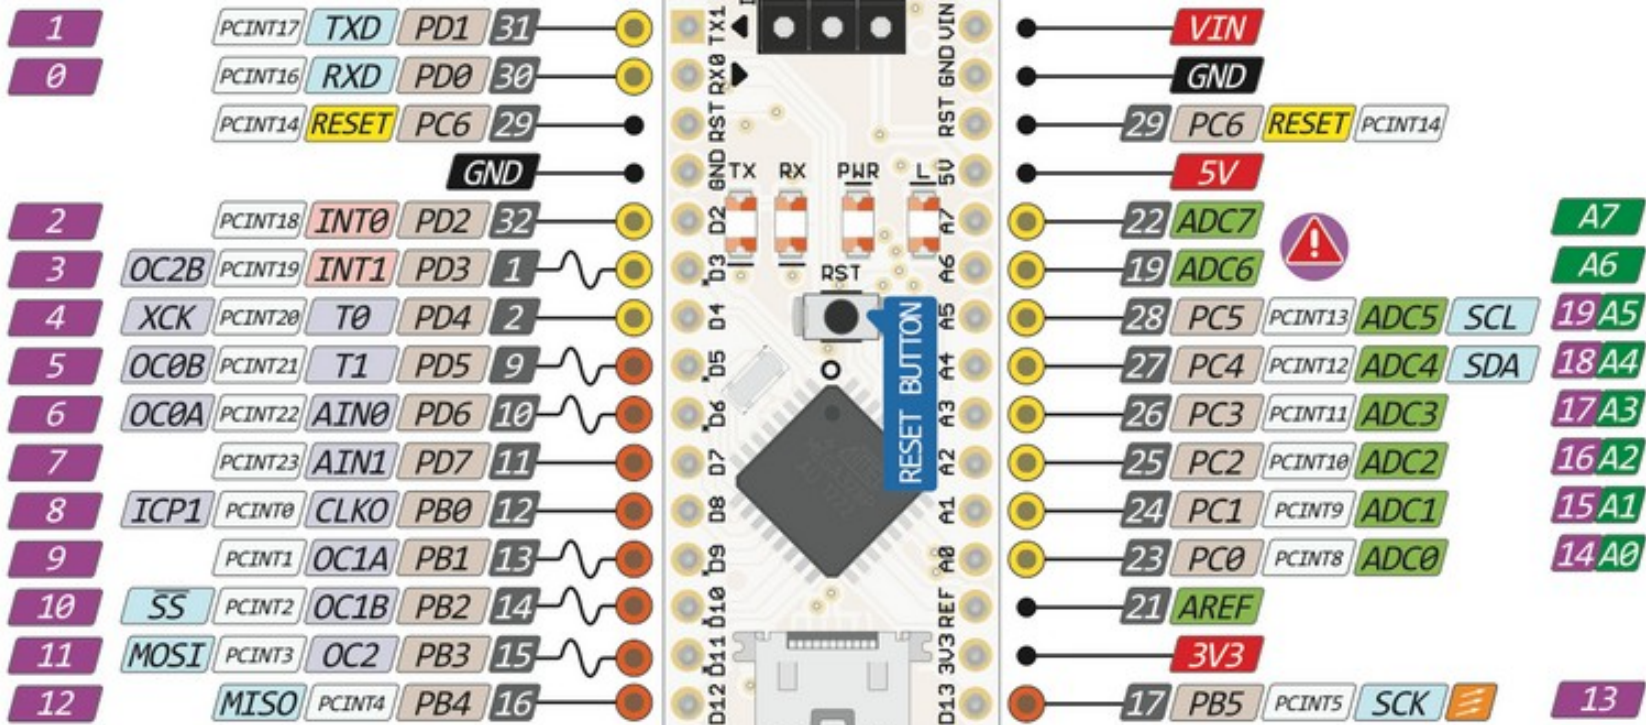 1 PCINT17 TXD PD1 31 TX1 VIN VIN
0 PCINT16 RXD PD0 30 RX0 GND GND
PCINT14 RESET PC6 29 RST RST 29 PC6 RESET PCINT14
GND GND TX RX PWR L 5V 5V
2 PCINT18 INT0 PD2 32 D2 A7 22 ADC7 A7
3 OC2B PCINT19 INT1 PD3 1 D3 RST A6 19 ADC6 A6
4 XCK PCINT20 T0 PD4 2 D4 A5 28 PC5 PCINT13 ADC5 SCL 19 A5
5 OC0B PCINT21 T1 PD5 9 D5 A4 27 PC4 PCINT12 ADC4 SDA 18 A4
6 OC0A PCINT22 AIN0 PD6 10 D6 RESET BUTTON A3 26 PC3 PCINT11 ADC3 17 A3
7 PCINT23 AIN1 PD7 11 D7 A2 25 PC2 PCINT10 ADC2 16 A2
8 ICP1 PCINT0 CLKO PB0 12 D8 A1 24 PC1 PCINT9 ADC1 15 A1
9 PCINT1 OC1A PB1 13 D9 A0 23 PC0 PCINT8 ADC0 14 A0
10 SS PCINT2 OC1B PB2 14 D10 REF 21 AREF
11 MOSI PCINT3 OC2 PB3 15 D11 3V3 3V3
12 MISO PCINT4 PB4 16 D12 D13 17 PB5 PCINT5 SCK 13